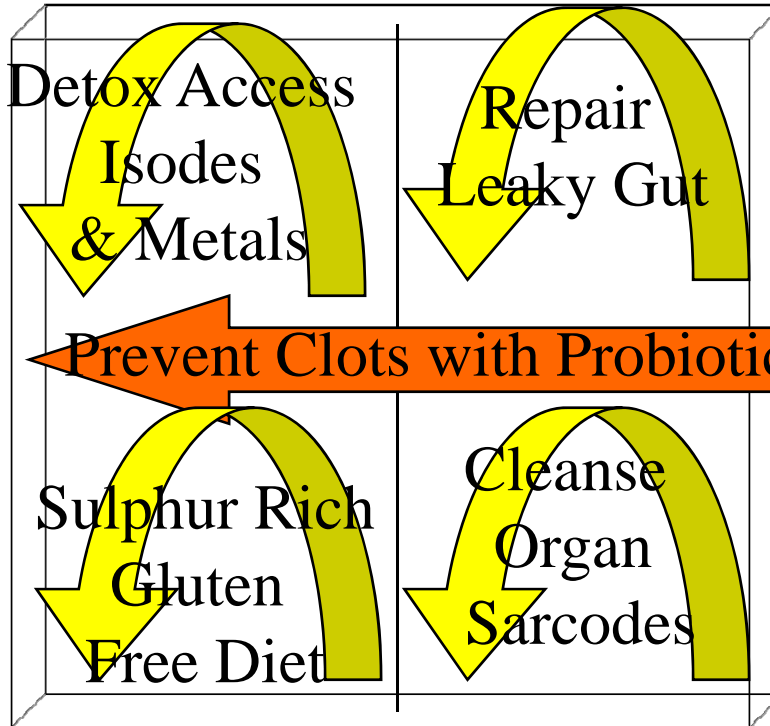 Detox Access
Isodes
& Metals
Repair
Leaky Gut
Prevent Clots with Probiotic
Sulphur Rich
Gluten
Free Diet
Cleanse
Organ
Sarcodes